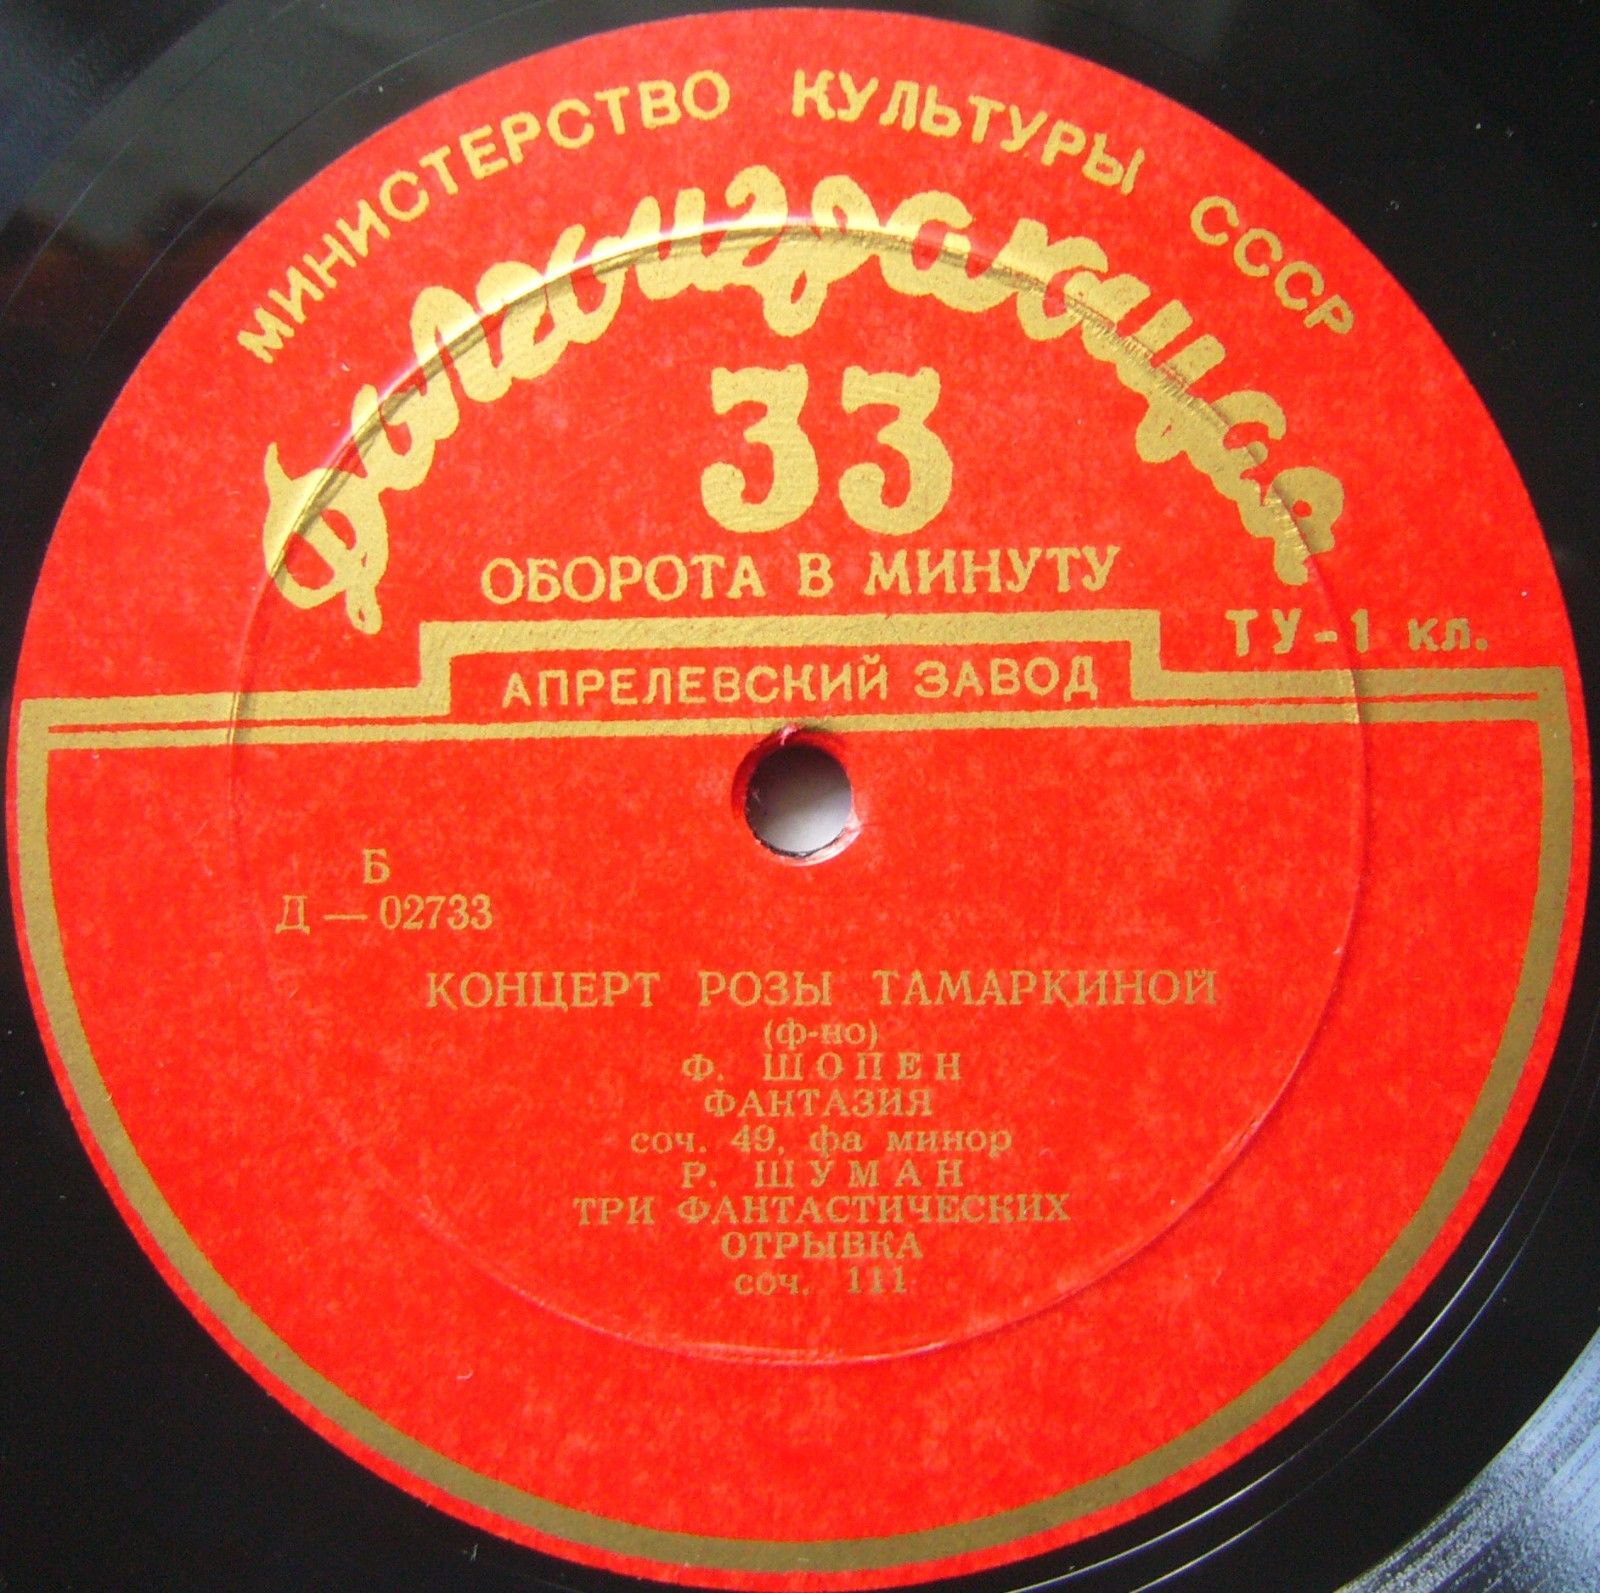 МИНИСТЕРСТВО КУЛЬТУРЫ СССР
Долгоиграющая
33
ОБОРОТА В МИНУТУ
ТУ-1 кл.
АПРЕЛЕВСКИЙ ЗАВОД
Б
Д — 02733
КОНЦЕРТ РОЗЫ ТАМАРКИНОЙ
(ф-но)
Ф. ШОПЕН
ФАНТАЗИЯ
соч. 49, фа минор
Р. ШУМАН
ТРИ ФАНТАСТИЧЕСКИХ
ОТРЫВКА
соч. 111